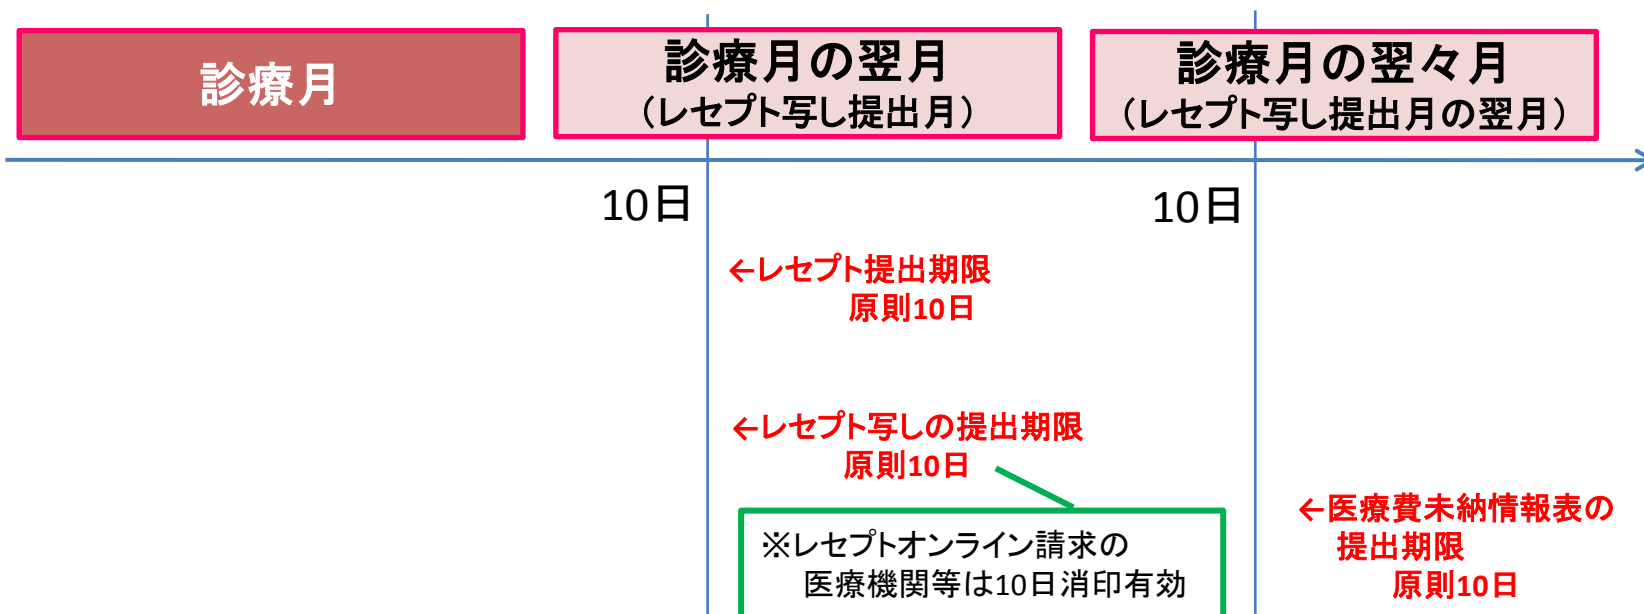 診療月
診療月の翌月
（レセプト写し提出月）
診療月の翌々月
（レセプト写し提出月の翌月）
10日
10日
←レセプト提出期限
原則10日
←レセプト写しの提出期限
原則10日
※レセプトオンライン請求の
医療機関等は10日消印有効
←医療費未納情報表の
提出期限
原則10日